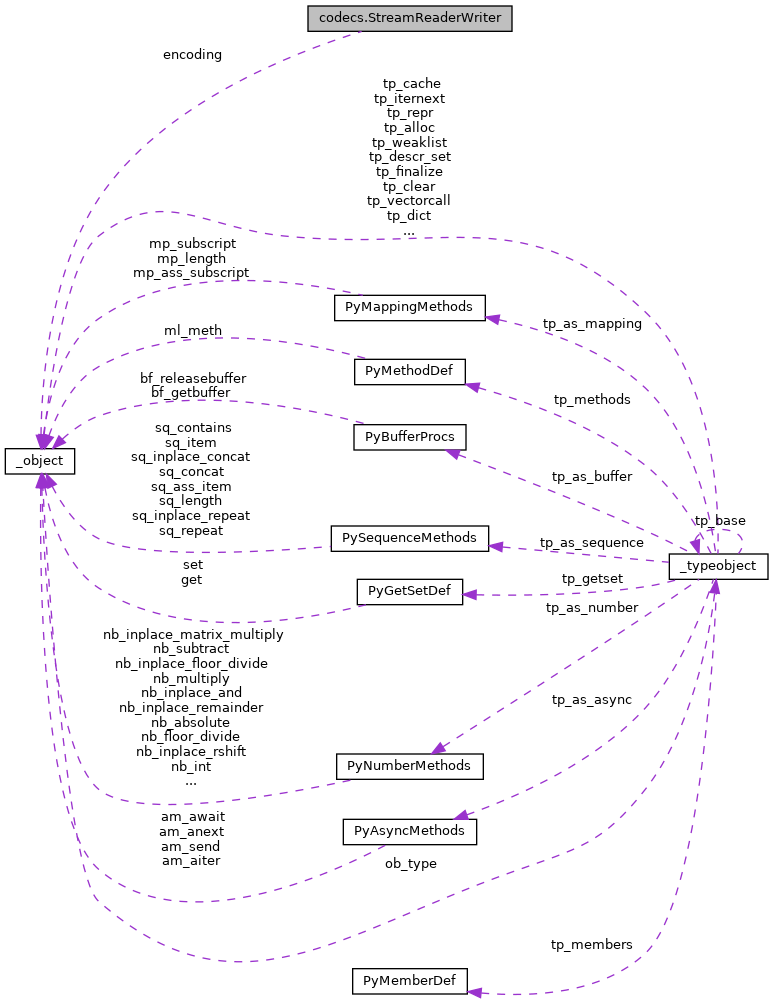 codecs.StreamReaderWriter
encoding
tp_cache
tp_iternext
tp_repr
tp_alloc
tp_weaklist
tp_descr_set
tp_finalize
tp_clear
tp_vectorcall
tp_dict
...
mp_subscript
mp_length
mp_ass_subscript
PyMappingMethods
tp_as_mapping
ml_meth
PyMethodDef
tp_methods
bf_releasebuffer
bf_getbuffer
PyBufferProcs
_object
tp_as_buffer
sq_contains
sq_item
sq_inplace_concat
sq_concat
sq_ass_item
sq_length
sq_inplace_repeat
sq_repeat
PySequenceMethods
tp_as_sequence
tp_base
_typeobject
set
get
PyGetSetDef
tp_getset
tp_as_number
nb_inplace_matrix_multiply
nb_subtract
nb_inplace_floor_divide
nb_multiply
nb_inplace_and
nb_inplace_remainder
nb_absolute
nb_floor_divide
nb_inplace_rshift
nb_int
...
PyNumberMethods
tp_as_async
am_await
am_anext
am_send
am_aiter
PyAsyncMethods
ob_type
tp_members
PyMemberDef